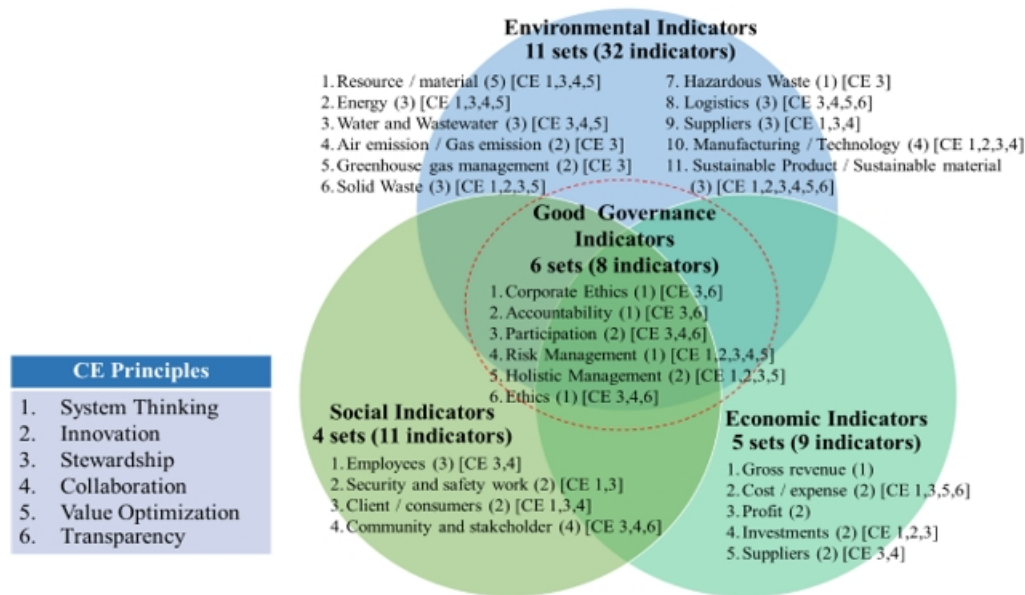 Environmental Indicators
11 sets (32 indicators)
1. Resource / material (5) [CE 1,3,4,5]
2. Energy (3) [CE 1,3,4,5]
3. Water and Wastewater (3) [CE 3,4,5]
4. Air emission / Gas emission (2) [CE 3]
5. Greenhouse gas management (2) [CE 3]
6. Solid Waste (3) [CE 1,2,3,5]
7. Hazardous Waste (1) [CE 3]
8. Logistics (3) [CE 3,4,5,6]
9. Suppliers (3) [CE 1,3,4]
10. Manufacturing / Technology (4) [CE 1,2,3,4]
11. Sustainable Product / Sustainable material
(3) [CE 1,2,3,4,5,6]
Good Governance
Indicators
6 sets (8 indicators)
1. Corporate Ethics (1) [CE 3,6]
2. Accountability (1) [CE 3,6]
3. Participation (2) [CE 3,4,6]
4. Risk Management (1) [CE 1,2,3,4,5]
5. Holistic Management (2) [CE 1,2,3,5]
6. Ethics (1) [CE 3,4,6]
CE Principles
1. System Thinking
2. Innovation
3. Stewardship
4. Collaboration
5. Value Optimization
6. Transparency
Social Indicators
4 sets (11 indicators)
1. Employees (3) [CE 3,4]
2. Security and safety work (2) [CE 1,3]
3. Client / consumers (2) [CE 1,3,4]
4. Community and stakeholder (4) [CE 3,4,6]
Economic Indicators
5 sets (9 indicators)
1. Gross revenue (1)
2. Cost / expense (2) [CE 1,3,5,6]
3. Profit (2)
4. Investments (2) [CE 1,2,3]
5. Suppliers (2) [CE 3,4]